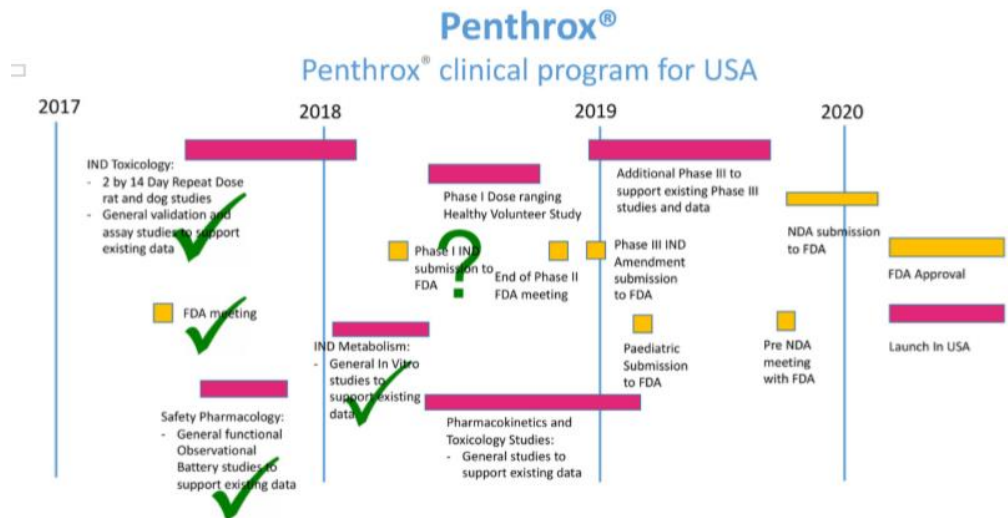 Penthrox®
Penthrox® clinical program for USA
2017
2018
2019
2020
IND Toxicology:
- 2 by 14 Day Repeat Dose
rat and dog studies
- General validation and
assay studies to support
existing data
Phase I Dose ranging
Healthy Volunteer Study
Additional Phase III to
support existing Phase III
studies and data
NDA submission
to FDA
Phase I IND
submission to
FDA
?
End of Phase II
FDA meeting
Phase III IND
Amendment
submission
to FDA
FDA Approval
FDA meeting
IND Metabolism:
- General In Vitro
studies to
support existing
data
Paediatric
Submission
to FDA
Pre NDA
meeting
with FDA
Launch In USA
Safety Pharmacology:
- General functional
Observational
Battery studies to
support existing data
Pharmacokinetics and
Toxicology Studies:
- General studies to
support existing data